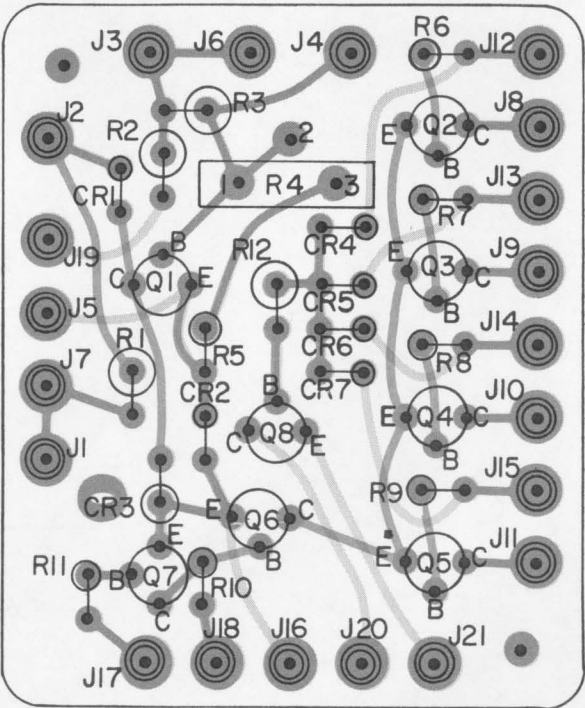 J3 J6 J4 R6 J12
J2 R2 R3 E Q2 C J8
2 B
CR1 1 R4 3 R7 J13
J19 B R12 CR4 E Q3 C J9
C Q1 E CR5 B
J5 R1 R5 CR6 R8 J14
J7 CR2 B CR7 E Q4 C J10
J1 C Q8 E B
CR3 E Q6 C R9 J15
R11 E B E Q5 C J11
B Q7 R10 B
C J18 J16 J20 J21
J17